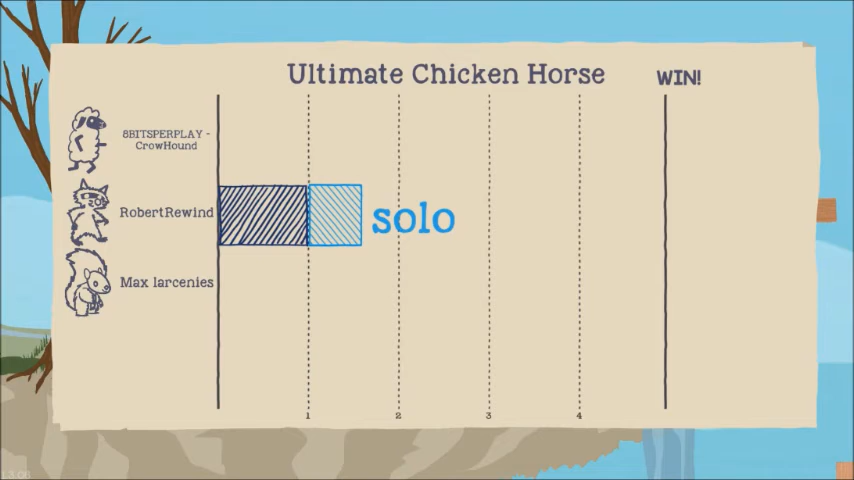 Ultimate Chicken Horse
WIN!
8BITSPERPLAY -
CrowHound
RobertRewind
solo
Max larcenies
1 2 3 4